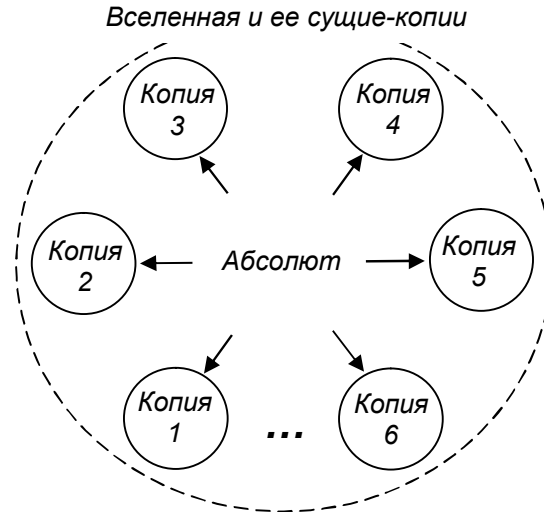 Вселенная и ее сущие-копии
Копия
3
Копия
4
Копия
2
Абсолют
Копия
5
Копия
1
...
Копия
6